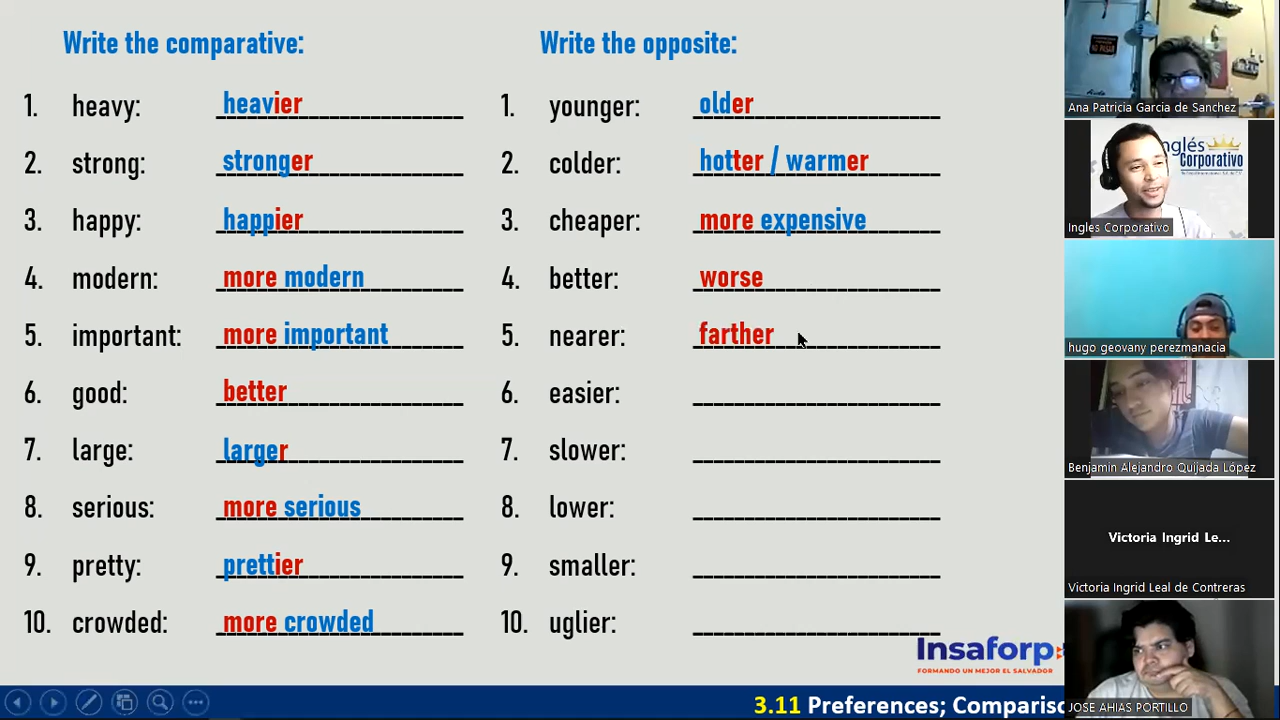 Write the comparative:
1. heavy: heavier
2. strong: stronger
3. happy: happier
4. modern: more modern
5. important: more important
6. good: better
7. large: larger
8. serious: more serious
9. pretty: prettier
10. crowded: more crowded
Write the opposite:
1. younger: older
2. colder: hotter / warmer
3. cheaper: more expensive
4. better: worse
5. nearer: farther
6. easier:
7. slower:
8. lower:
9. smaller:
10. uglier:
Insaforp
FORMANDO UN MEJOR EL SALVADOR
3.11 Preferences; Comparisc
NO PASAR
Ana Patricia García de Sanchez
Inglés
Corporativo
Ingles Corporativo
hugo geovany perezmanacia
Benjamin Alejandro Quijada López
Victoria Ingrid Le...
Victoria Ingrid Leal de Contreras
JOSE AHIAS PORTILLO